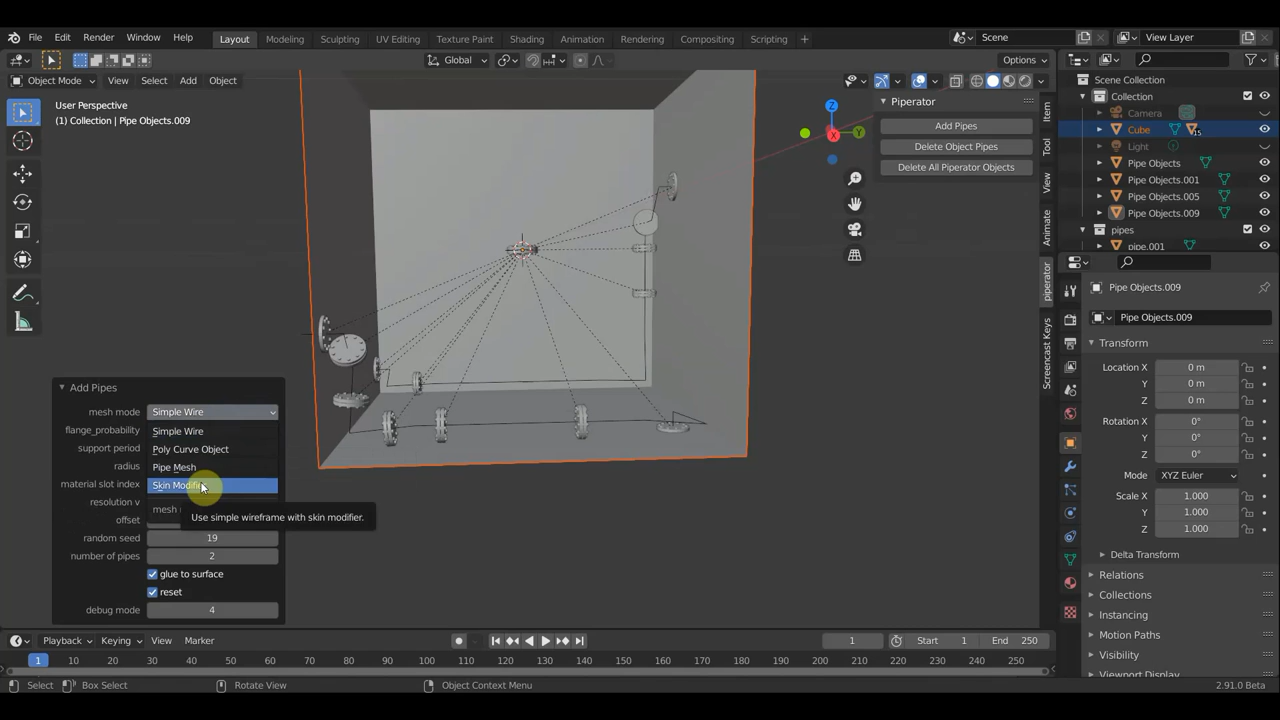 File Edit Render Window Help Layout Modeling Sculpting UV Editing Texture Paint Shading Animation Rendering Compositing Scripting + Scene View Layer
Global Options
Object Mode View Select Add Object
User Perspective
(1) Collection | Pipe Objects.009
Piperator
Add Pipes
Delete Object Pipes
Delete All Piperator Objects
Item
Tool
View
Animate
piperator
Screencast Keys
Z
Y
X
Scene Collection
Collection
Camera
Cube 15
Light
Pipe Objects
Pipe Objects.001
Pipe Objects.005
Pipe Objects.009
pipes
pipe.001
Pipe Objects.009
Pipe Objects.009
Transform
Location X 0 m
Y 0 m
Z 0 m
Rotation X 0°
Y 0°
Z 0°
Mode XYZ Euler
Scale X 1.000
Y 1.000
Z 1.000
Delta Transform
Relations
Collections
Instancing
Motion Paths
Visibility
Viewport Display
Add Pipes
mesh mode Simple Wire
flange_probability Simple Wire
support period Poly Curve Object
radius Pipe Mesh
material slot index
resolution v mesh
Use simple wireframe with skin modifier.
offset
random seed 19
number of pipes 2
glue to surface
reset
debug mode 4
Playback Keying View Marker 1 Start 1 End 250
1 10 20 30 40 50 60 70 80 90 100 110 120 130 140 150 160 170 180 190 200 210 220 230 240 250
Select Box Select Rotate View Object Context Menu 2.91.0 Beta